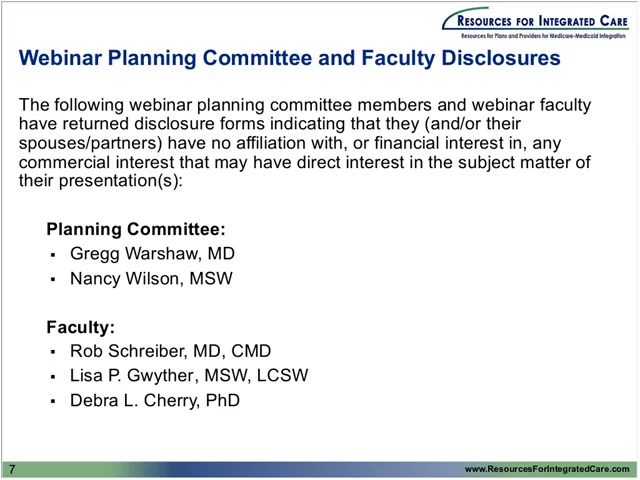 RESOURCES FOR INTEGRATED CARE
Resources for Plans and Providers for Medicare-Medicaid Integration
Webinar Planning Committee and Faculty Disclosures
The following webinar planning committee members and webinar faculty
have returned disclosure forms indicating that they (and/or their
spouses/partners) have no affiliation with, or financial interest in, any
commercial interest that may have direct interest in the subject matter of
their presentation(s):
Planning Committee:
▪ Gregg Warshaw, MD
▪ Nancy Wilson, MSW
Faculty:
▪ Rob Schreiber, MD, CMD
▪ Lisa P. Gwyther, MSW, LCSW
▪ Debra L. Cherry, PhD
7
www.ResourcesForIntegratedCare.com